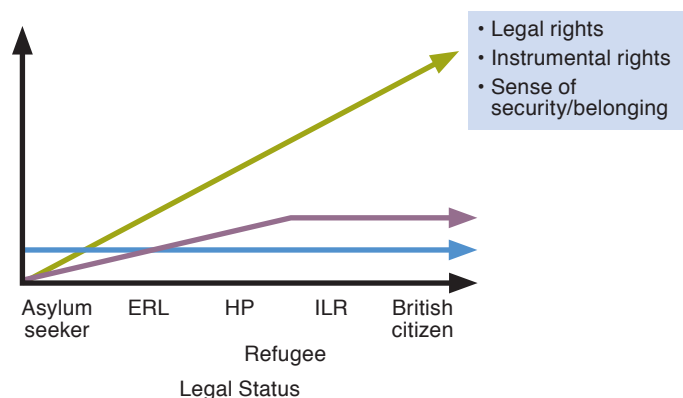 • Legal rights
• Instrumental rights
• Sense of
security/belonging
Asylum
seeker
ERL
HP
ILR
British
citizen
Refugee
Legal Status